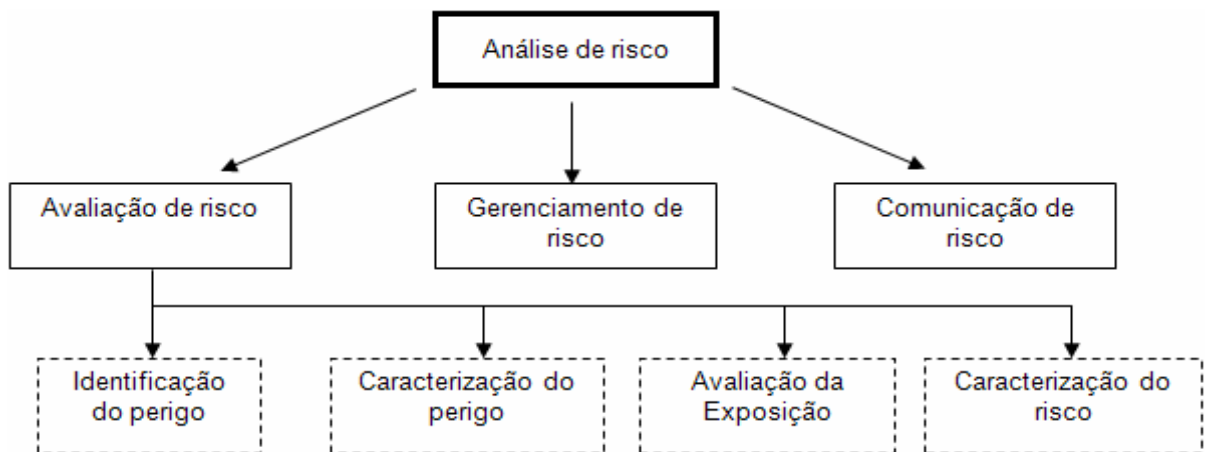 Análise de risco
Avaliação de risco
Gerenciamento de
risco
Comunicação de
risco
Identificação
do perigo
Caracterização do
perigo
Avaliação da
Exposição
Caracterização do
risco